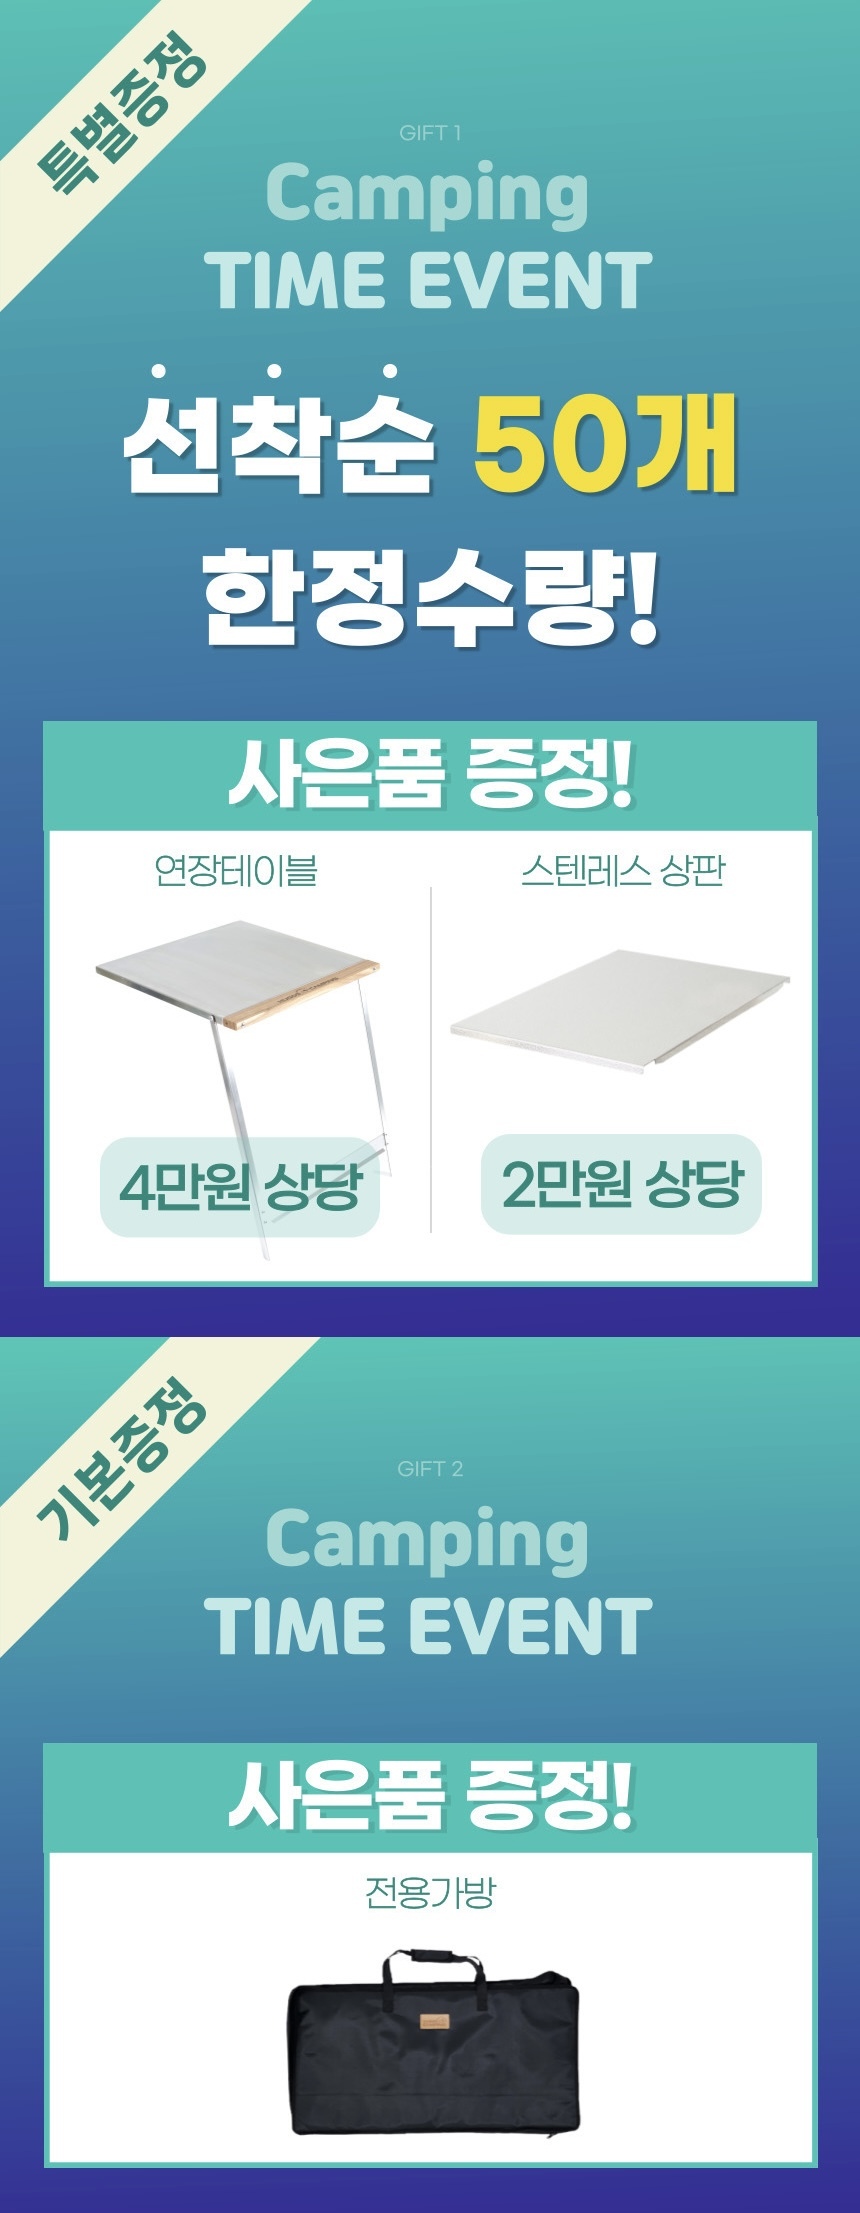 특별증정
GIFT 1
Camping
TIME EVENT
선착순 50개
한정수량!
사은품 증정!
연장테이블
스텐레스 상판
4만원 상당
2만원 상당
기본증정
GIFT 2
Camping
TIME EVENT
사은품 증정!
전용가방